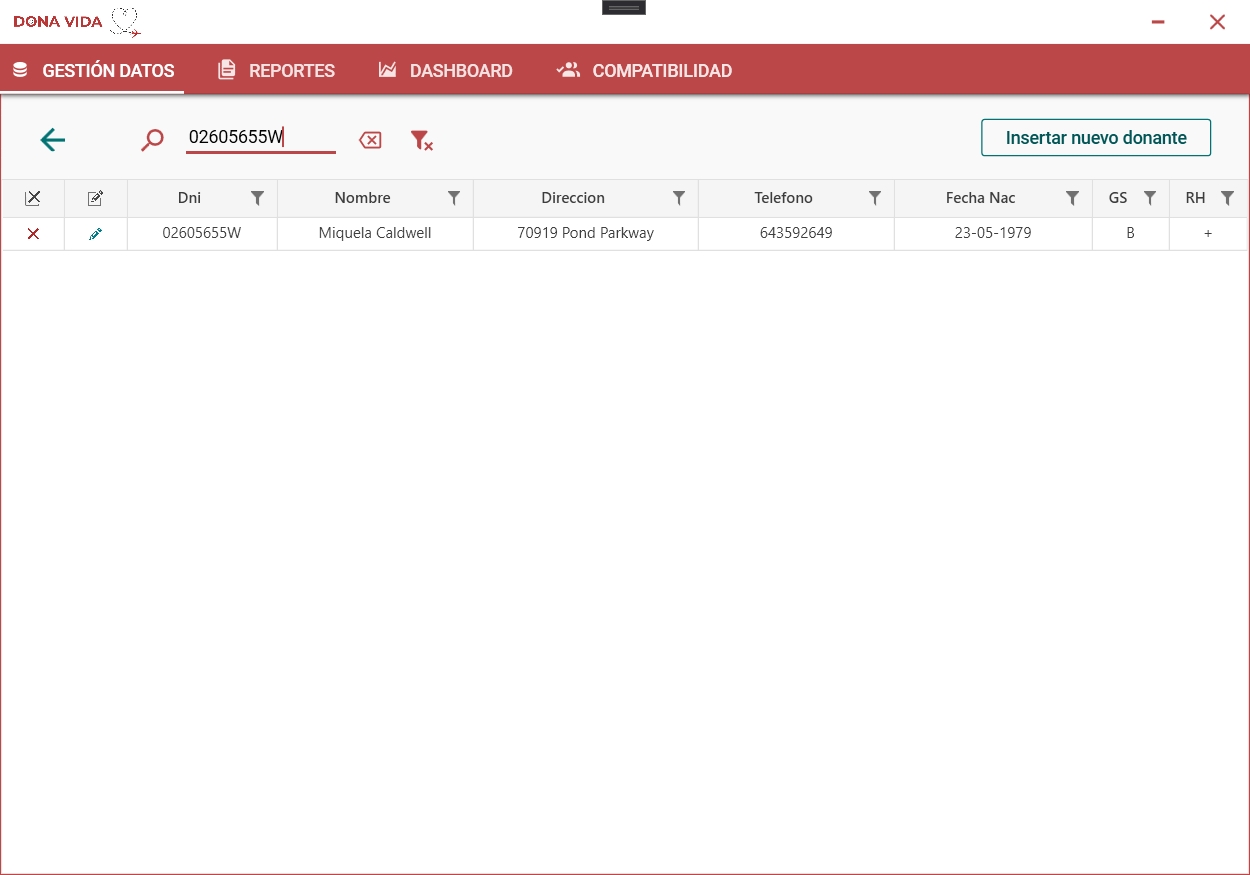 DONA VIDA
GESTIÓN DATOS REPORTES DASHBOARD COMPATIBILIDAD
02605655W Insertar nuevo donante
Dni Nombre Direccion Telefono Fecha Nac GS RH
02605655W Miquela Caldwell 70919 Pond Parkway 643592649 23-05-1979 B +